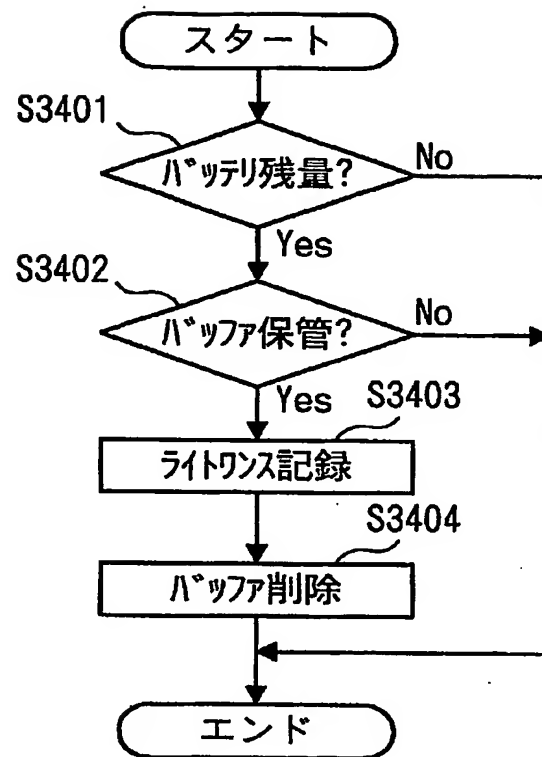 スタート
S3401
バッテリ残量?
No
Yes
S3402
バッファ保管?
No
Yes
S3403
ライトワンス記録
S3404
バッファ削除
エンド